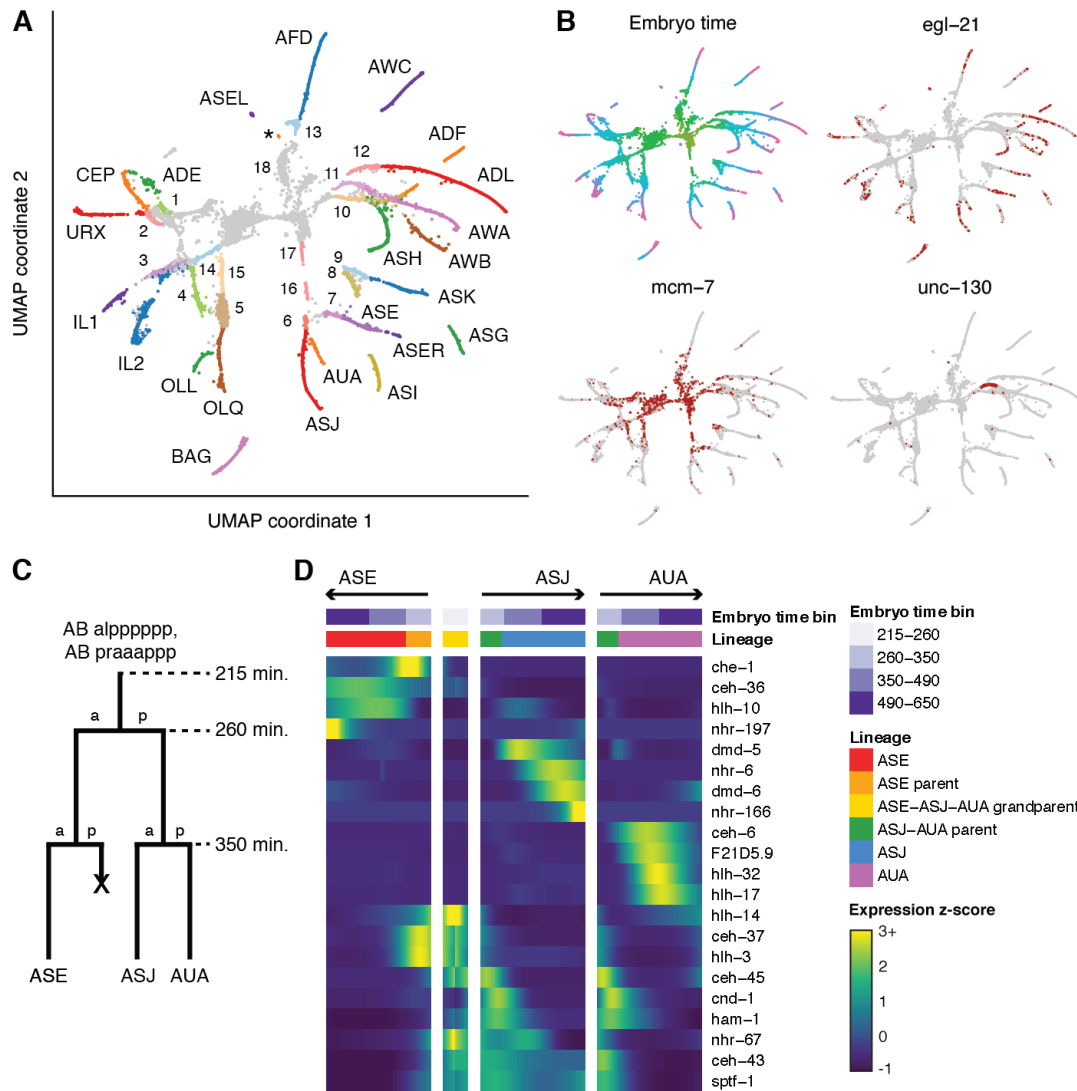 A
AFD
AWC
ASEL
*
13
ADF
12
18
11
ADL
CEP
ADE
1
10
URX
2
AWA
17
ASH
AWB
3
14
15
9
8
16
ASK
4
7
5
ASE
6
IL1
ASER
ASG
IL2
OLL
AUA
ASI
OLQ
ASJ
BAG
UMAP coordinate 1
UMAP coordinate 2
B
Embryo time
egl-21
mcm-7
unc-130
C
AB alpppppp,
AB praaappp
215 min.
a p
260 min.
a p a p
350 min.
X
ASE ASJ AUA
D
ASE ASJ AUA
Embryo time bin
Lineage
che-1
ceh-36
hlh-10
nhr-197
dmd-5
nhr-6
dmd-6
nhr-166
ceh-6
F21D5.9
hlh-32
hlh-17
hlh-14
ceh-37
hlh-3
ceh-45
cnd-1
ham-1
nhr-67
ceh-43
sptf-1
Embryo time bin
215-260
260-350
350-490
490-650
Lineage
ASE
ASE parent
ASE-ASJ-AUA grandparent
ASJ-AUA parent
ASJ
AUA
Expression z-score
3+
2
1
0
-1